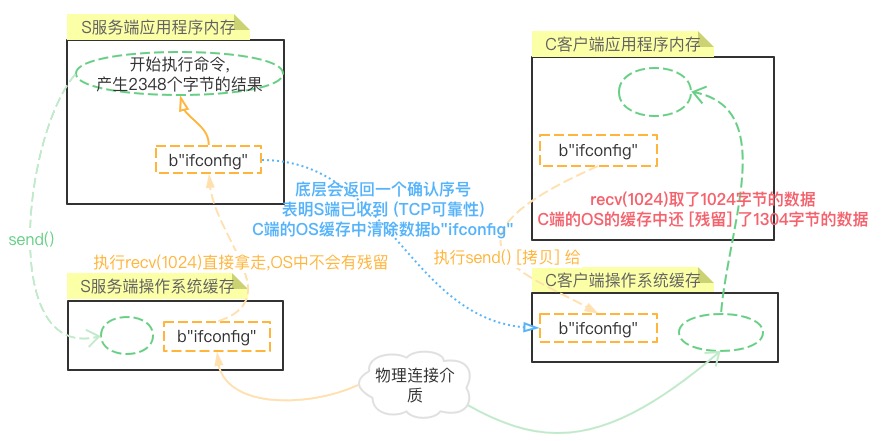 S服务端应用程序内存
开始执行命令,
产生2348个字节的结果
b"ifconfig"
send()
执行recv(1024)直接拿走,OS中不会有残留
S服务端操作系统缓存
b"ifconfig"
底层会返回一个确认序号
表明S端已收到 (TCP可靠性)
C端的OS缓存中清除数据b"ifconfig"
物理连接介
质
C客户端应用程序内存
b"ifconfig"
recv(1024)取了1024字节的数据
C端的OS的缓存中还 [残留] 了1304字节的数据
执行send() [拷贝] 给
C客户端操作系统缓存
b"ifconfig"